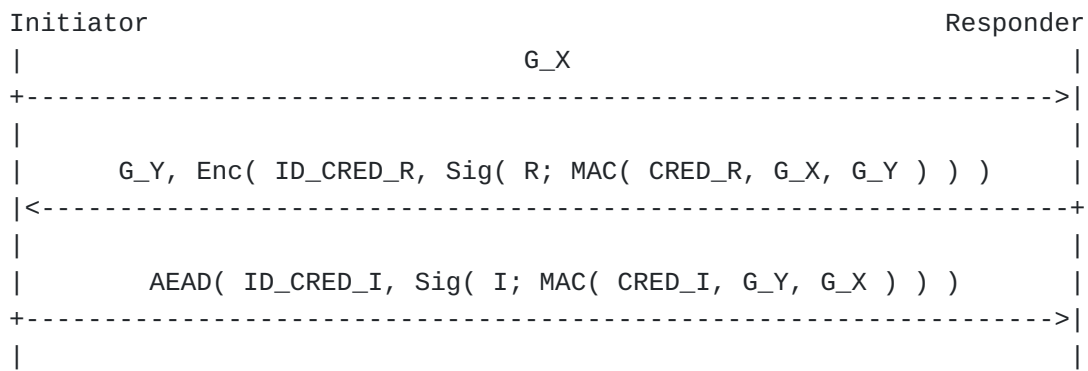 Initiator Responder
| G_X |
+------------------------------------------------------------------>|
| |
| G_Y, Enc( ID_CRED_R, Sig( R; MAC( CRED_R, G_X, G_Y ) ) ) |
|<------------------------------------------------------------------+
| |
| AEAD( ID_CRED_I, Sig( I; MAC( CRED_I, G_Y, G_X ) ) ) |
+------------------------------------------------------------------>|
| |